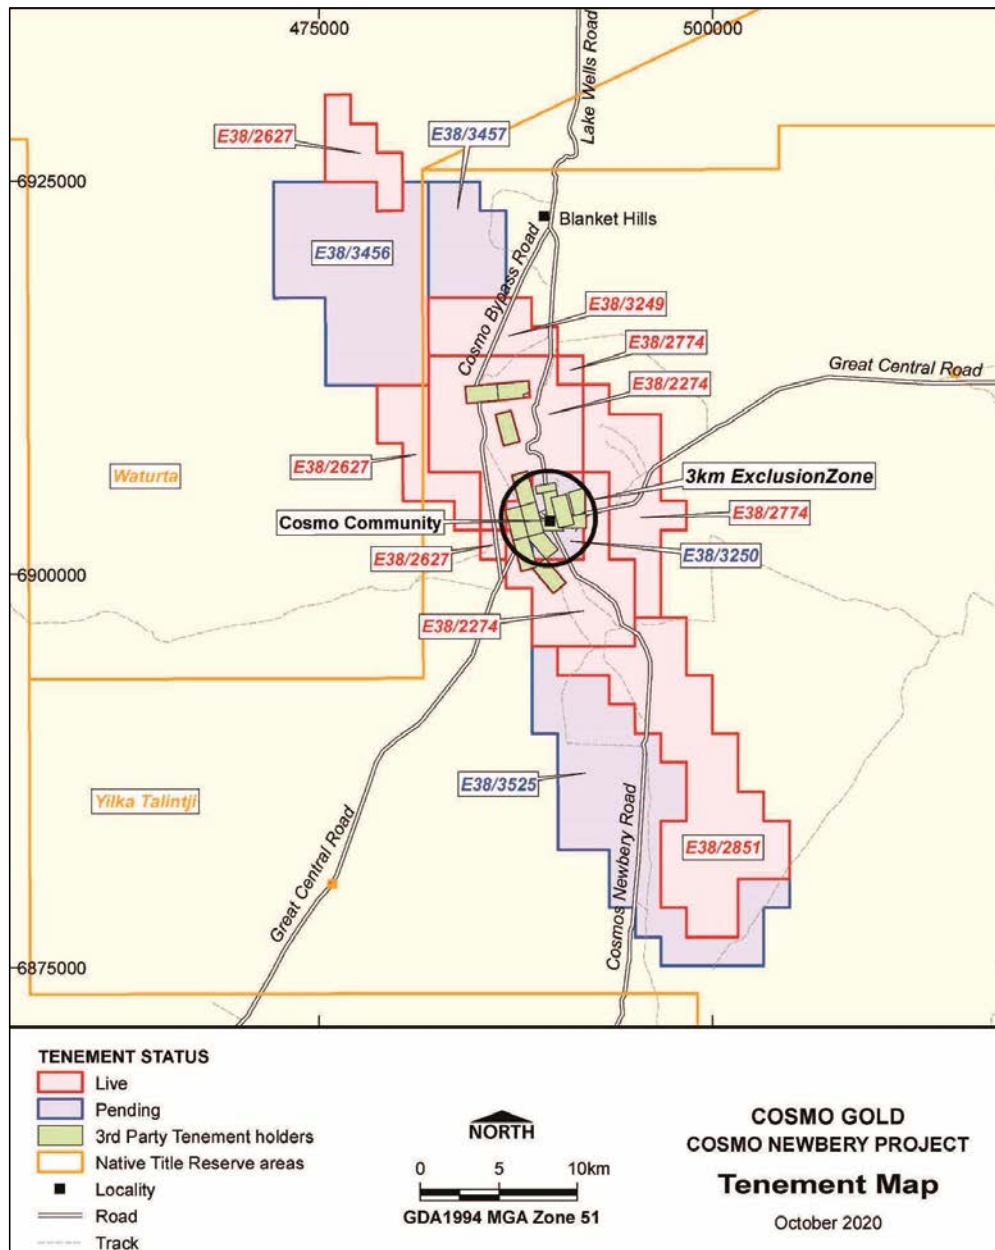 475000
500000
Lake Wells Road
E38/2627
E38/3457
6925000
Blanket Hills
E38/3456
Cosmo Bypass Road
E38/3249
E38/2774
Great Central Road
E38/2274
Waturta
E38/2627
3km ExclusionZone
E38/2774
Cosmo Community
E38/2627
E38/3250
6900000
E38/2274
E38/3525
Yilka Talintji
Great Central Road
Cosmos Newbery Road
E38/2851
6875000
TENEMENT STATUS
Live
Pending
3rd Party Tenement holders
Native Title Reserve areas
Locality
Road
Track
NORTH
0 5 10km
GDA1994 MGA Zone 51
COSMO GOLD
COSMO NEWBERY PROJECT
Tenement Map
October 2020